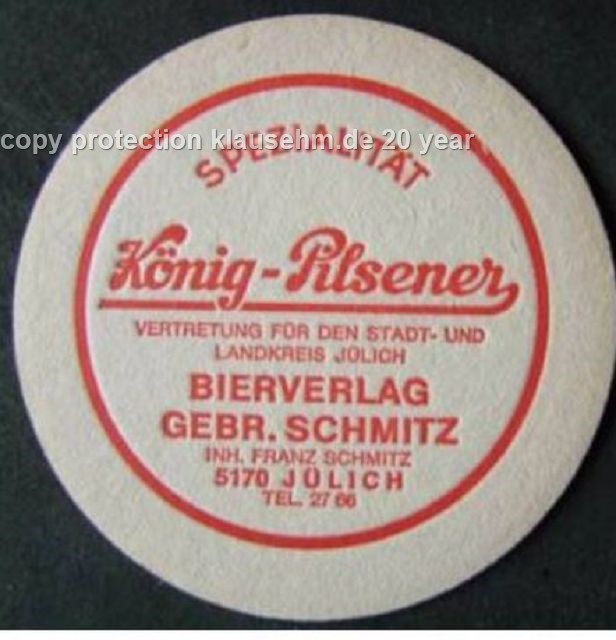 copy protection klausehm.de 20 year
SPEZIALITÄT
König-Pilsener
VERTRETUNG FÜR DEN STADT- UND
LANDKREIS JÜLICH
BIERVERLAG
GEBR. SCHMITZ
INH. FRANZ SCHMITZ
5170 JÜLICH
TEL. 27 66